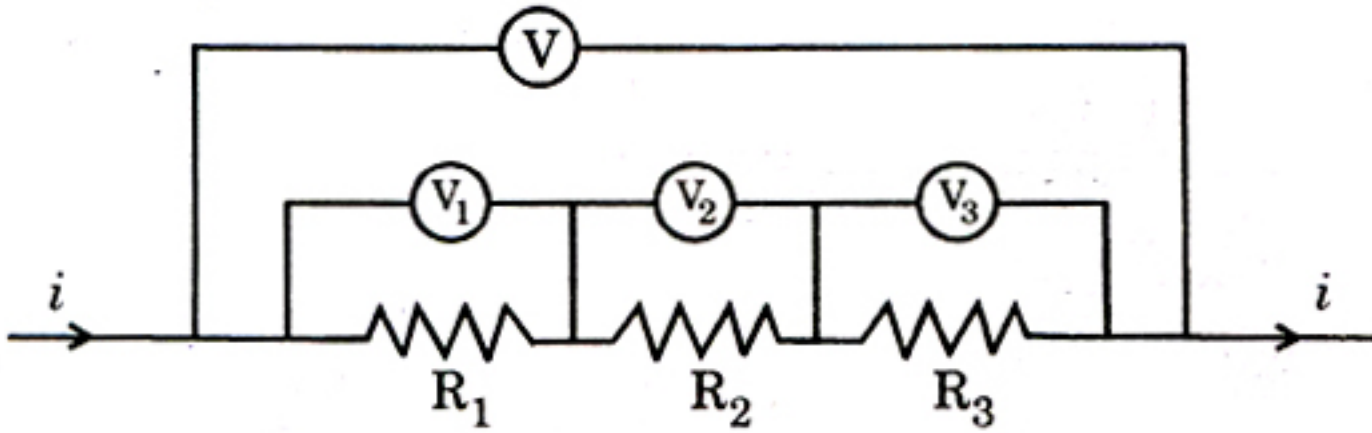 V
V₁ V₂ V₃
i i
R₁ R₂ R₃